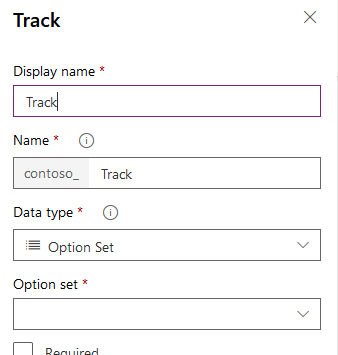 Track
Display name *
Track
Name *
contoso_ Track
Data type *
Option Set
Option set *
Required